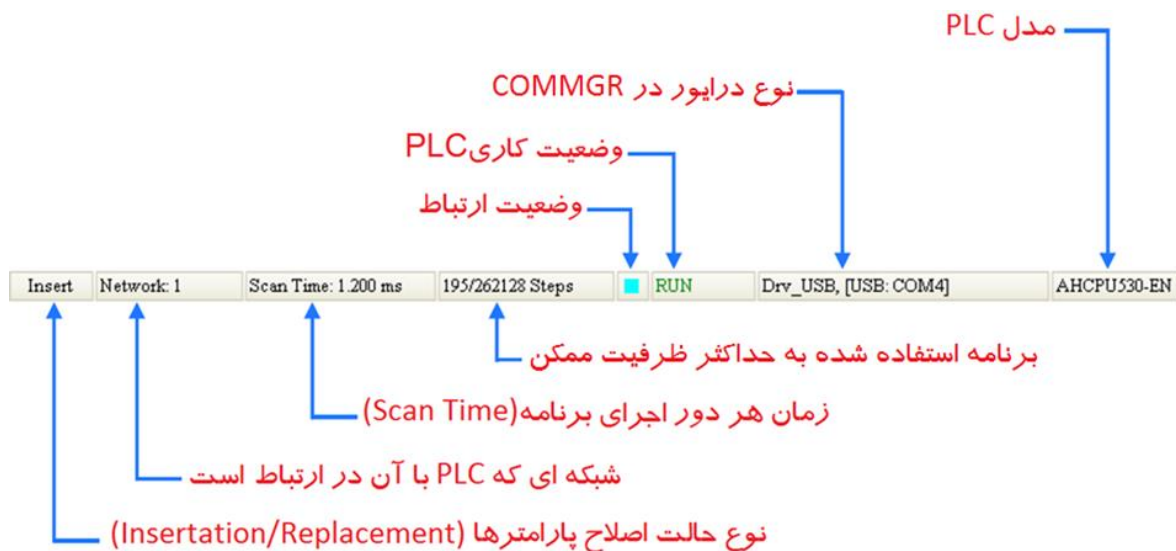 مدل PLC
نوع درایور در COMMGR
وضعیت کاریPLC
وضعیت ارتباط
Insert Network: 1 Scan Time: 1.200 ms 195/262128 Steps RUN Drv_USB, [USB: COM4] AHCPU530-EN
برنامه استفاده شده به حداکثر ظرفیت ممکن
زمان هر دور اجرای برنامه(Scan Time)
شبکه ای که PLC با آن در ارتباط است
نوع حالت اصلاح پارامترها (Insertation/Replacement)